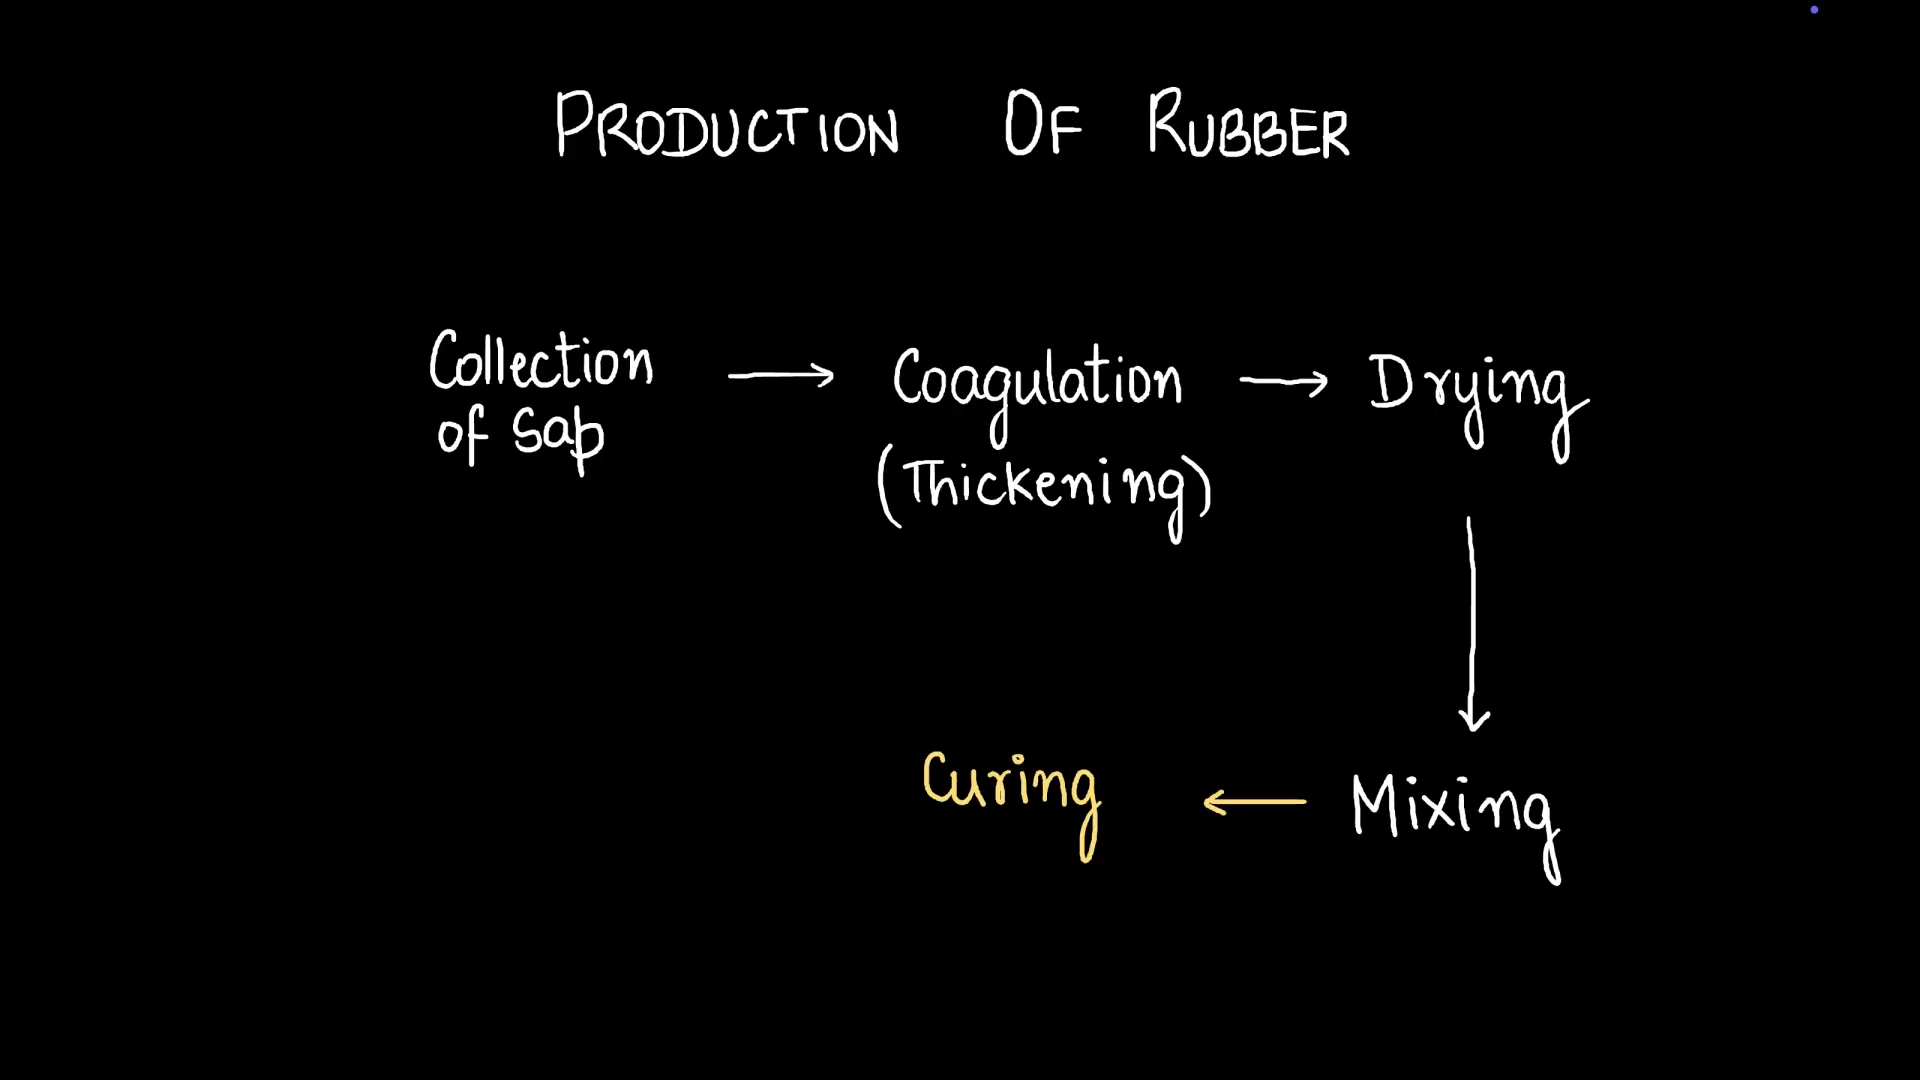 PRODUCTION OF RUBBER
Collection
of Sap
→ Coagulation
(Thickening)
→ Drying
↓
Mixing
← Curing